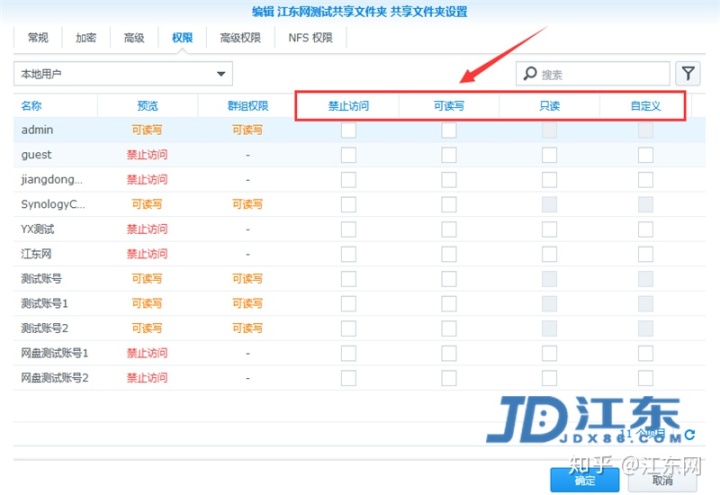 编辑 江东网测试共享文件夹 共享文件夹设置
常规 加密 高级 权限 高级权限 NFS 权限
本地用户 搜索
名称 预览 群组权限 禁止访问 可读写 只读 自定义
admin 可读写 可读写
guest 禁止访问 -
jiangdong... 禁止访问 -
SynologyC... 可读写 可读写
YX测试 禁止访问 -
江东网 禁止访问 -
测试账号 可读写 可读写
测试账号1 可读写 可读写
测试账号2 可读写 可读写
网盘测试账号1 禁止访问 -
网盘测试账号2 禁止访问 -
JD江东
JDX86.COM
11 个项目
知乎 @江东网
确定 取消